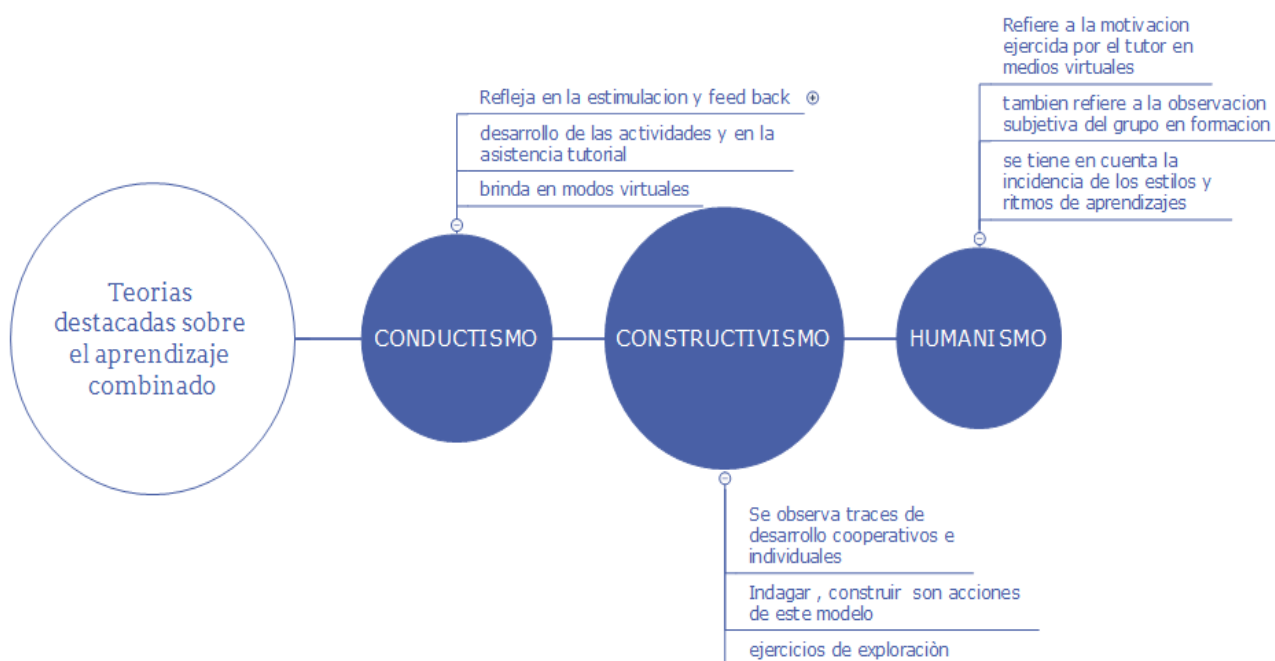 Teorias
destacadas sobre
el aprendizaje
combinado
CONDUCTISMO
Refleja en la estimulacion y feed back
desarrollo de las actividades y en la
asistencia tutorial
brinda en modos virtuales
CONSTRUCTIVISMO
Se observa traces de
desarrollo cooperativos e
individuales
Indagar , construir son acciones
de este modelo
ejercicios de exploraciòn
HUMANISMO
Refiere a la motivacion
ejercida por el tutor en
medios virtuales
tambien refiere a la observacion
subjetiva del grupo en formacion
se tiene en cuenta la
incidencia de los estilos y
ritmos de aprendizajes